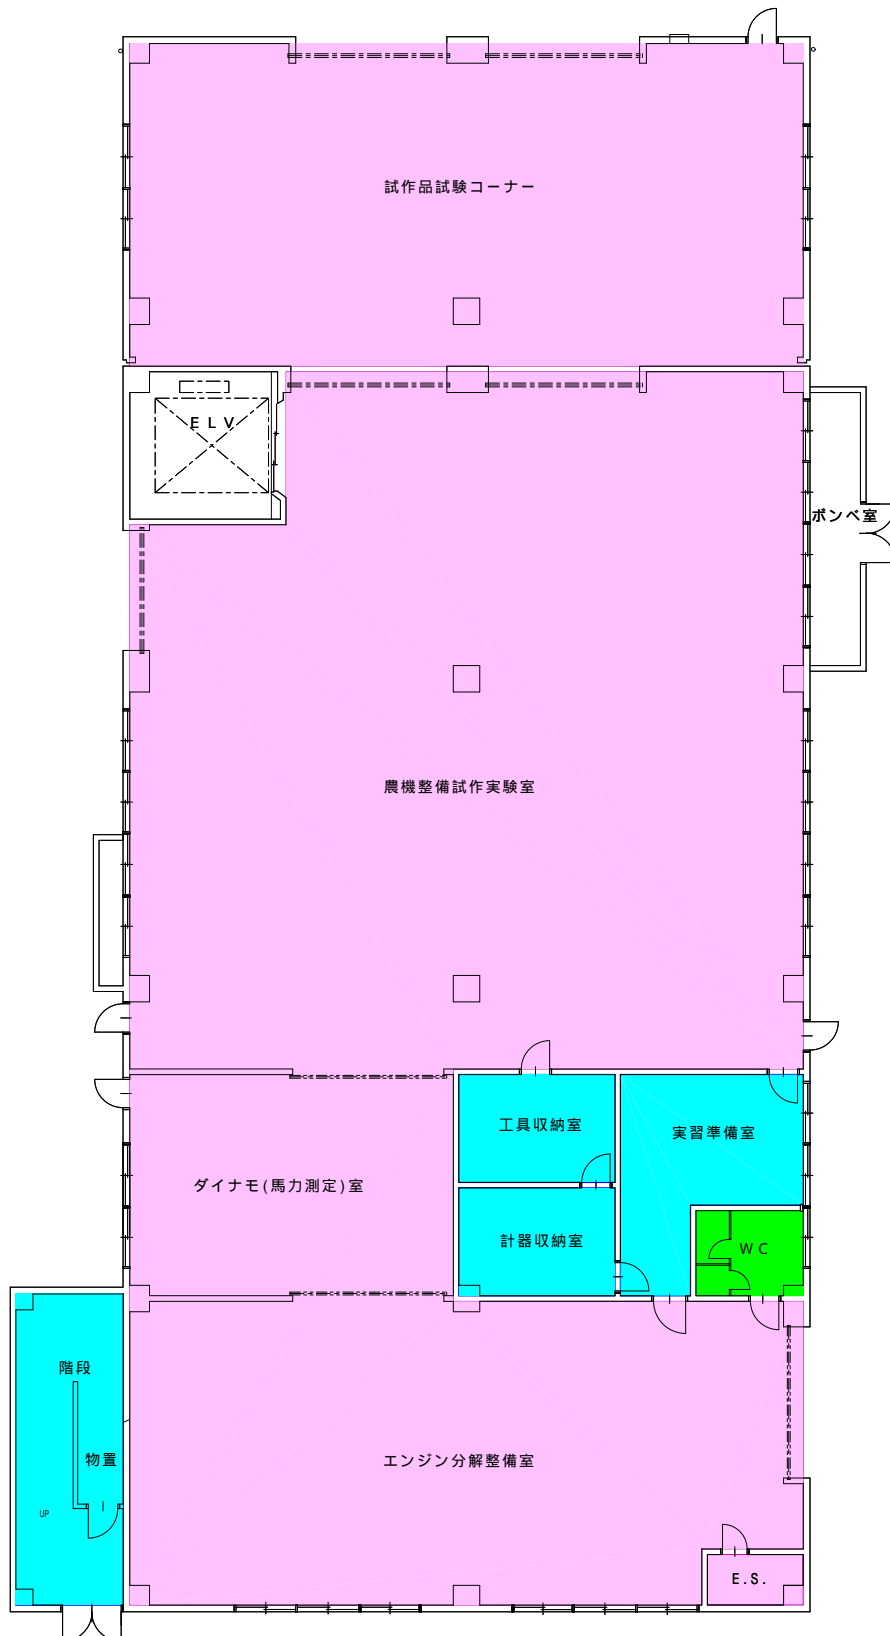 試作品試験コーナー
ELV
ボンベ室
農機整備試作実験室
工具収納室
実習準備室
ダイナモ(馬力測定)室
計器収納室
WC
階段
物置
エンジン分解整備室
UP
E.S.